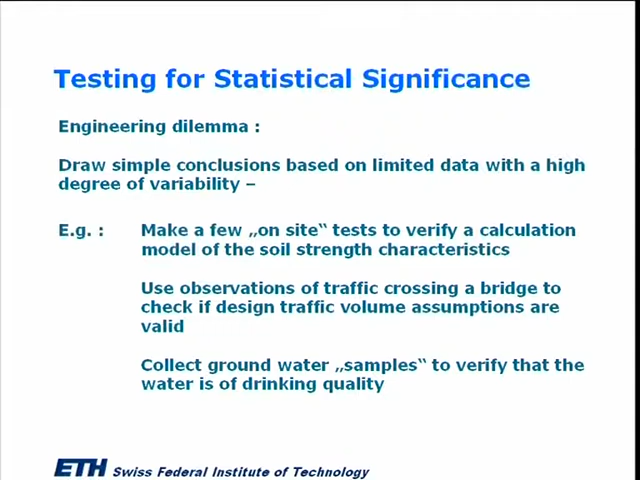 Testing for Statistical Significance
Engineering dilemma :
Draw simple conclusions based on limited data with a high
degree of variability –
E.g. : Make a few „on site‟ tests to verify a calculation
model of the soil strength characteristics
Use observations of traffic crossing a bridge to
check if design traffic volume assumptions are
valid
Collect ground water „samples‟ to verify that the
water is of drinking quality
ETH Swiss Federal Institute of Technology